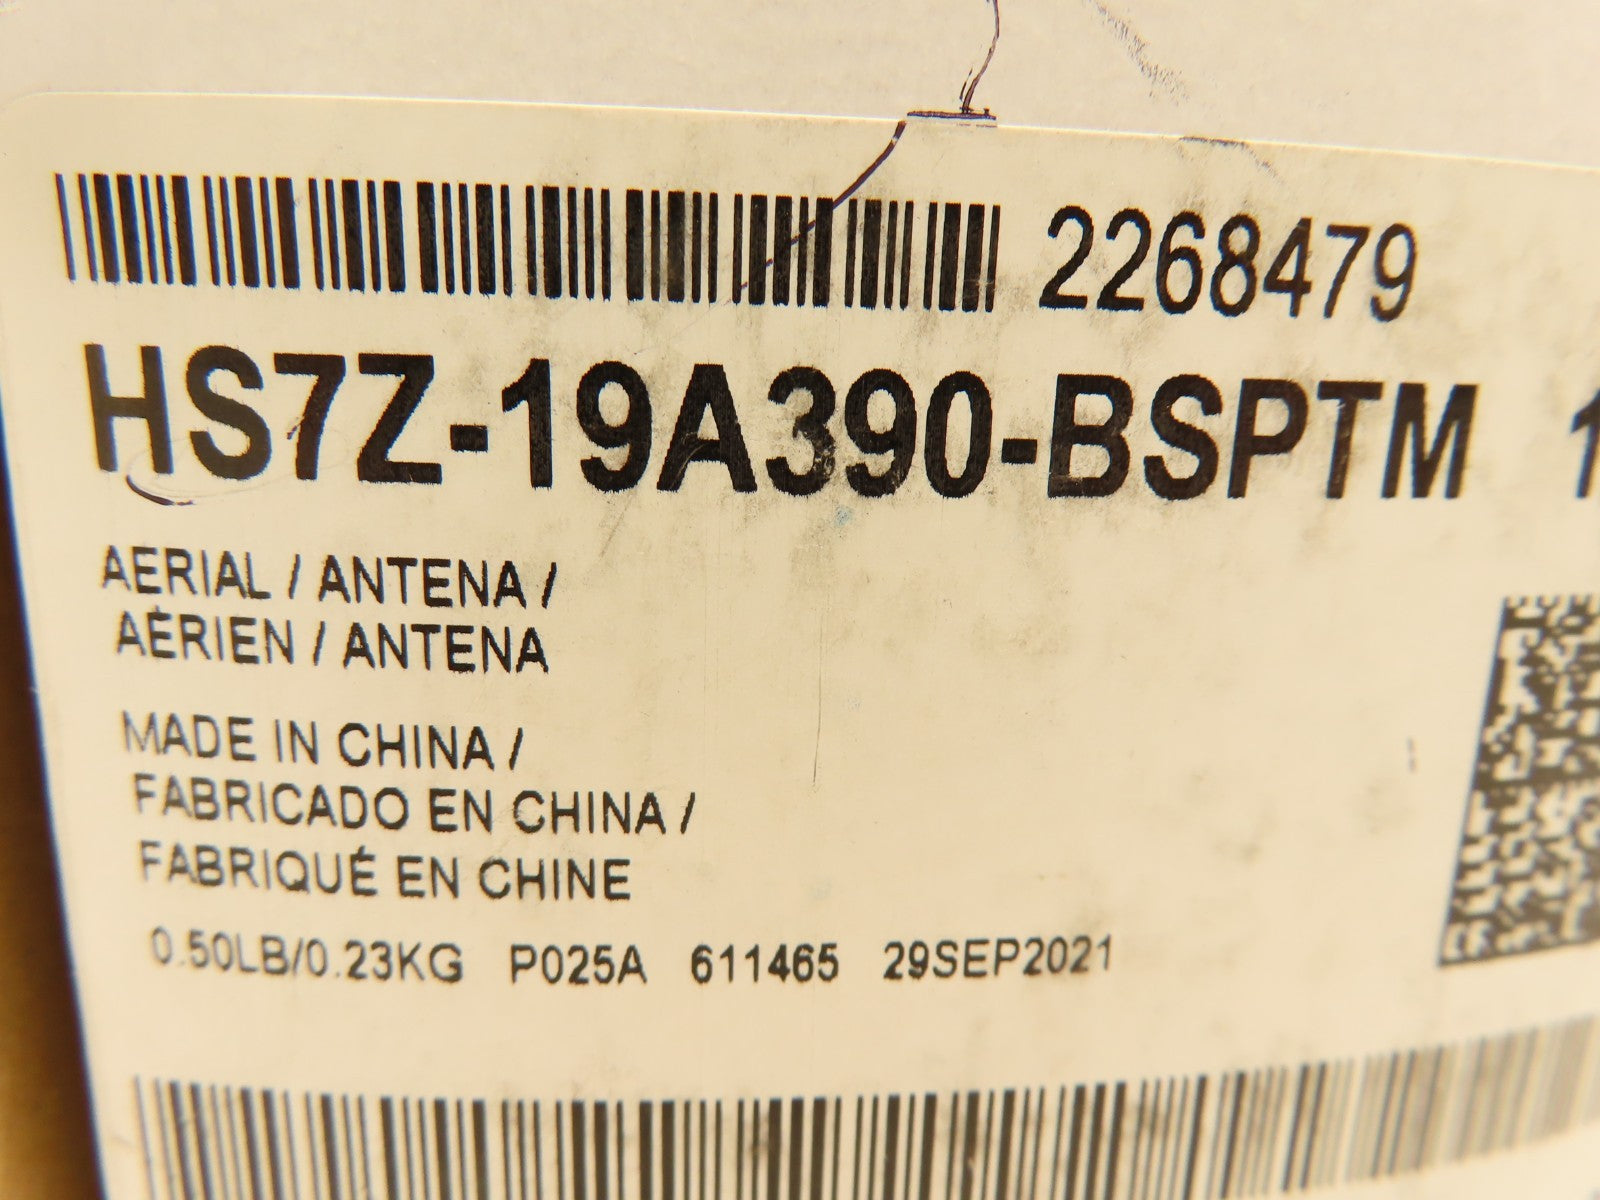 2268479
HS7Z-19A390-BSPTM 1
AERIAL / ANTENA /
AÉRIEN / ANTENA
MADE IN CHINA /
FABRICADO EN CHINA /
FABRIQUÉ EN CHINE
0.50LB/0.23KG P025A 611465 29SEP2021